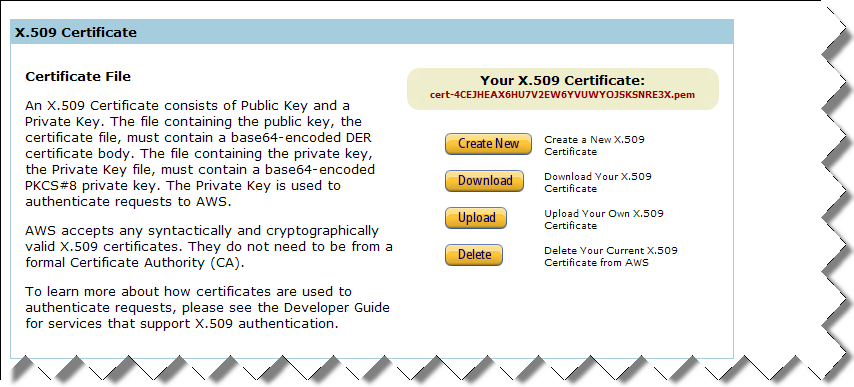 X.509 Certificate
Certificate File
An X.509 Certificate consists of Public Key and a
Private Key. The file containing the public key, the
certificate file, must contain a base64-encoded DER
certificate body. The file containing the private key,
the Private Key file, must contain a base64-encoded
PKCS#8 private key. The Private Key is used to
authenticate requests to AWS.
AWS accepts any syntactically and cryptographically
valid X.509 certificates. They do not need to be from a
formal Certificate Authority (CA).
To learn more about how certificates are used to
authenticate requests, please see the Developer Guide
for services that support X.509 authentication.
Your X.509 Certificate:
cert-4CEJHEAX6HU7V2EW6YVUWYOJSKSNRE3X.pem
Create New
Create a New X.509
Certificate
Download
Download Your X.509
Certificate
Upload
Upload Your Own X.509
Certificate
Delete
Delete Your Current X.509
Certificate from AWS